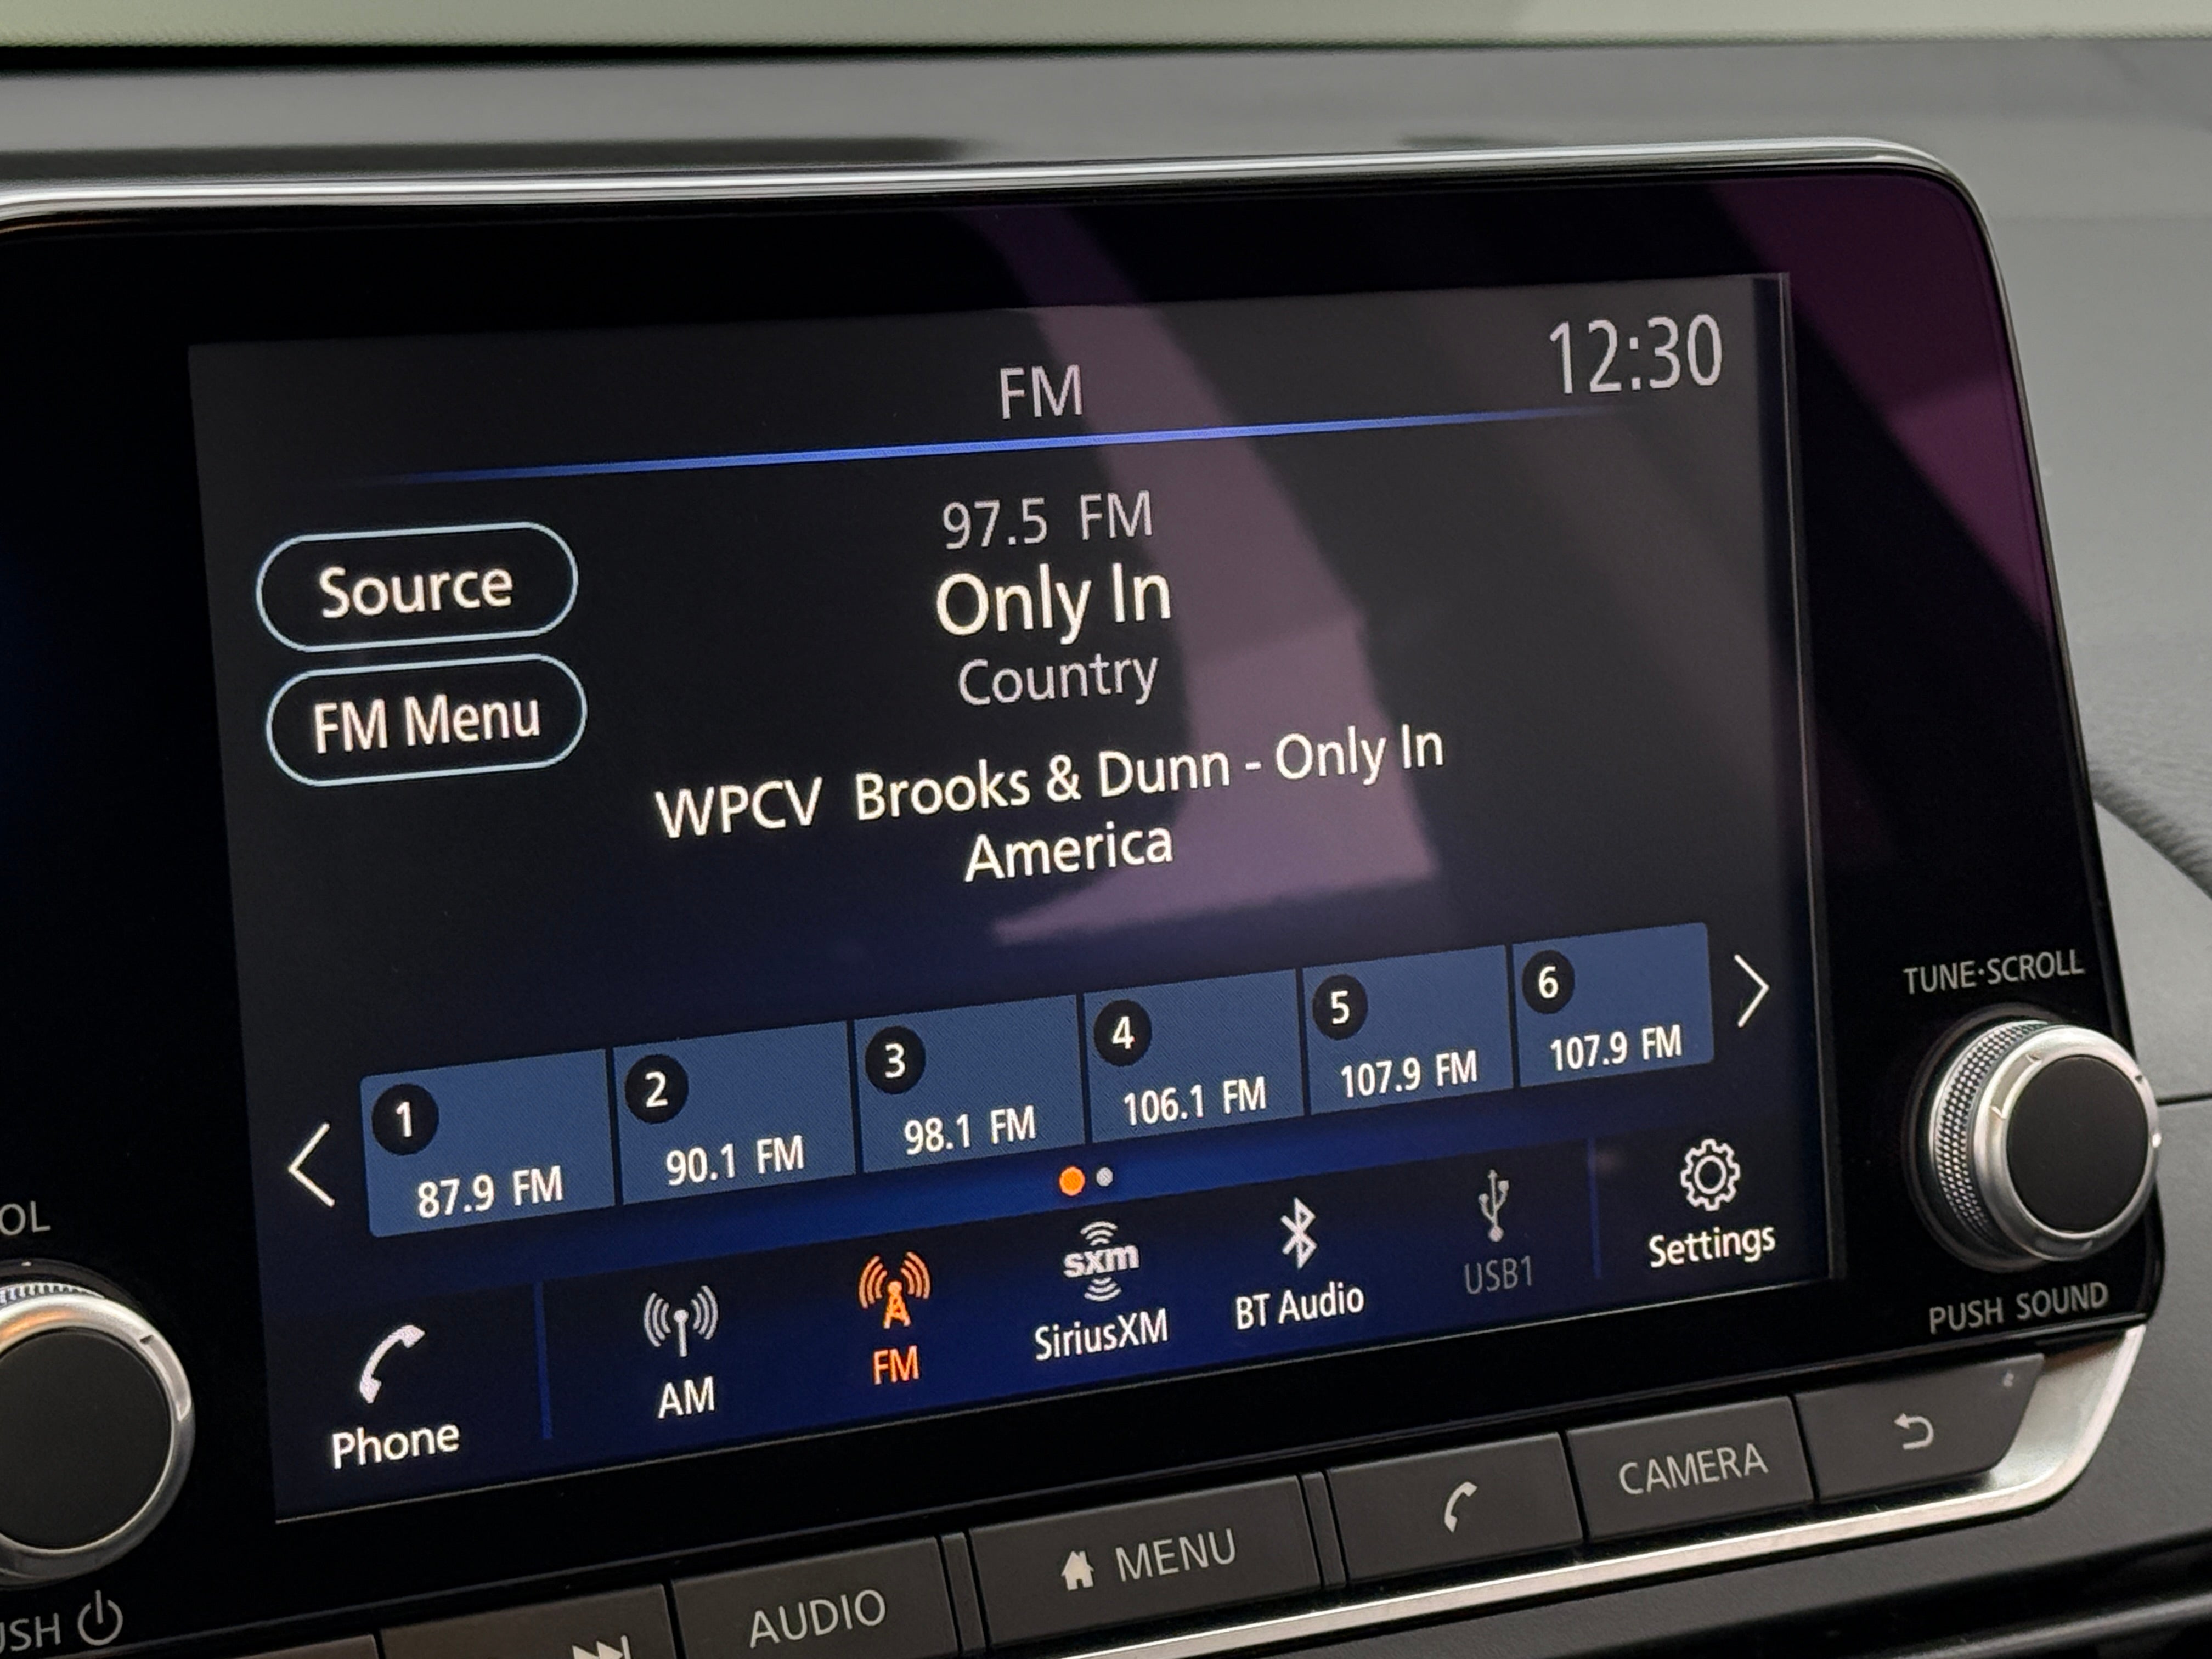 FM
12:30
97.5 FM
Only In
Country
Source
FM Menu
WPCV Brooks & Dunn - Only In
America
1
87.9 FM
2
90.1 FM
3
98.1 FM
4
106.1 FM
5
107.9 FM
6
107.9 FM
Phone
AM
FM
sxm
SiriusXM
BT Audio
USB1
Settings
TUNE·SCROLL
PUSH SOUND
OL
USH
AUDIO
MENU
CAMERA